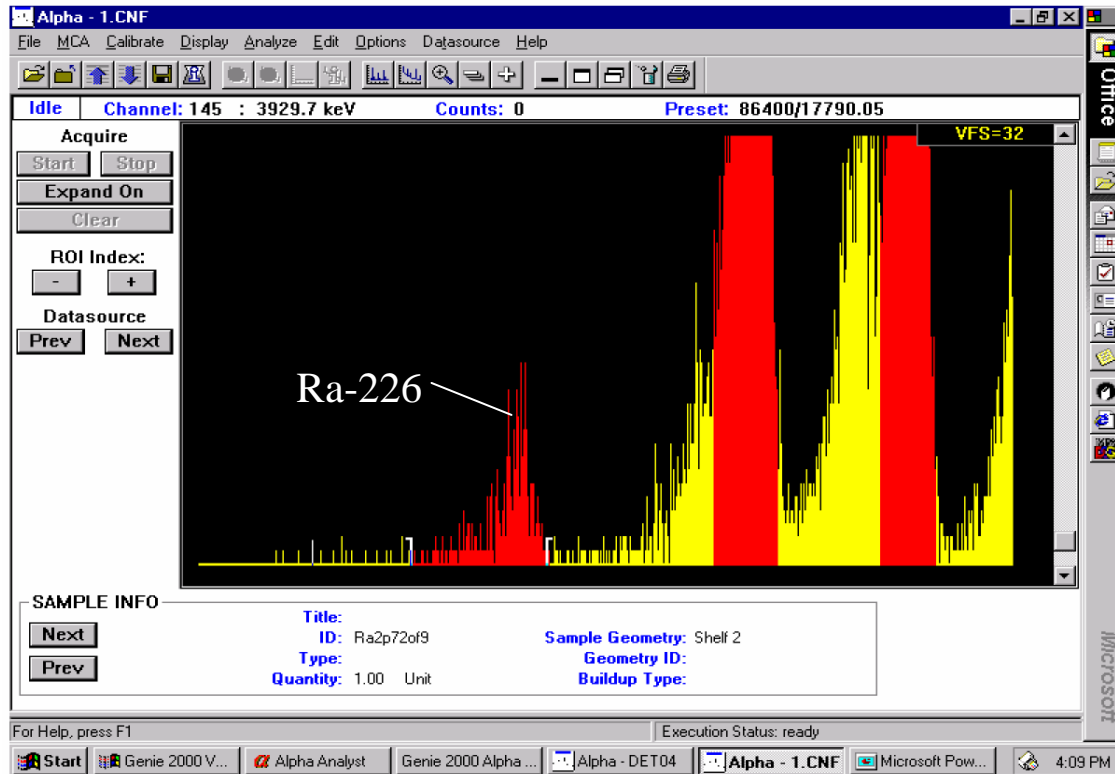 Alpha - 1.CNF
File MCA Calibrate Display Analyze Edit Options Datasource Help
Idle Channel: 145 : 3929.7 keV Counts: 0 Preset: 86400/17790.05
Acquire
Start Stop
Expand On
Clear
ROI Index:
- +
Datasource
Prev Next
VFS=32
Ra-226
Office
SAMPLE INFO
Next
Prev
Title:
ID: Ra2p72of9
Type:
Quantity: 1.00 Unit
Sample Geometry: Shelf 2
Geometry ID:
Buildup Type:
Microsoft
For Help, press F1 Execution Status: ready
Start Genie 2000 V... Alpha Analyst Genie 2000 Alpha ... Alpha - DET04 Alpha - 1.CNF Microsoft Pow... 4:09 PM